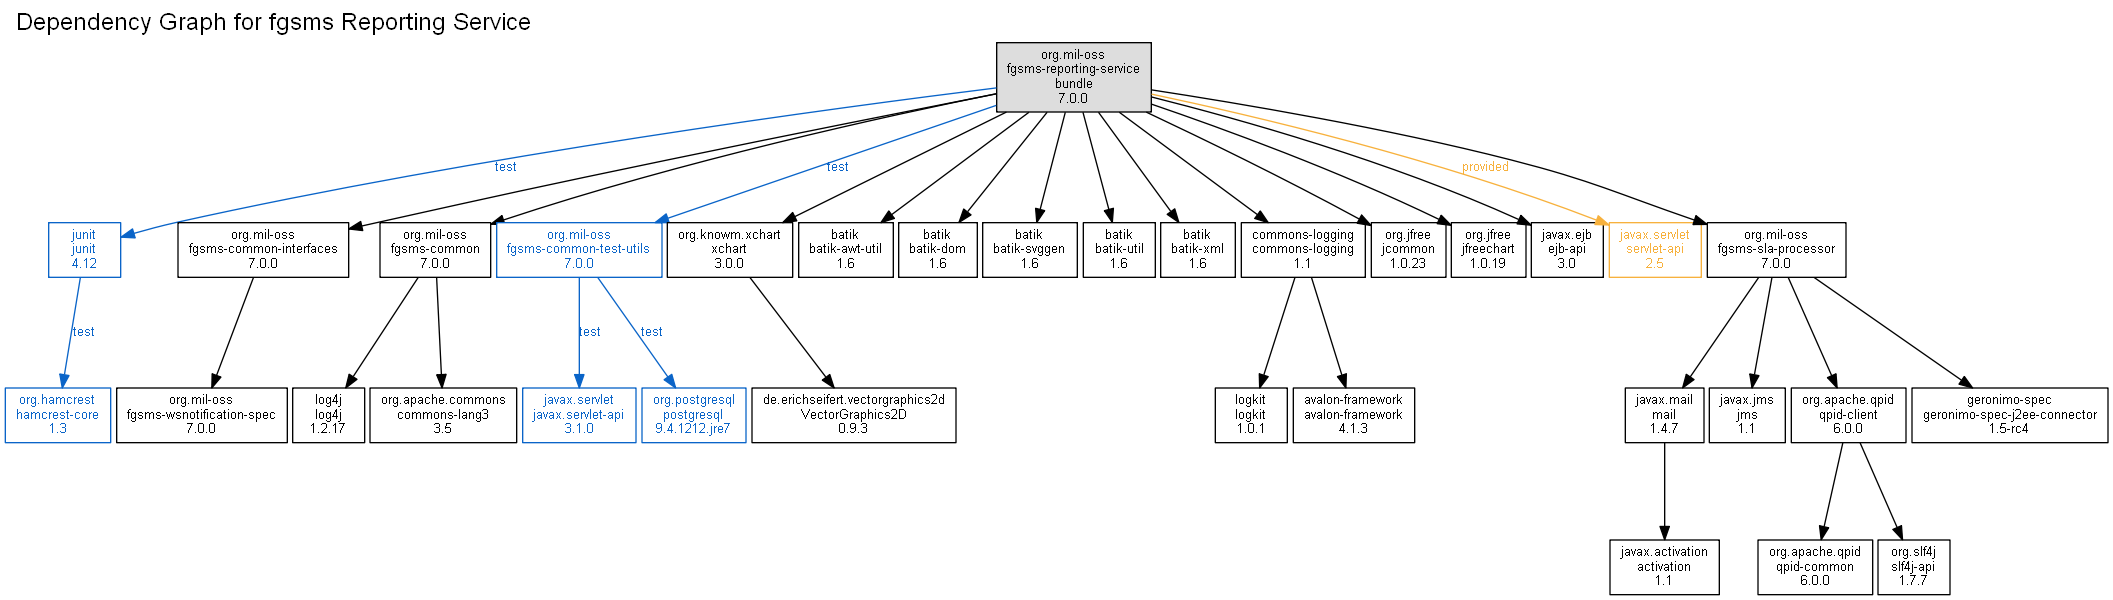 Dependency Graph for fgsms Reporting Service
org.mil-oss
fgsms-reporting-service
bundle
7.0.0
test
test
provided
junit
junit
4.12
org.mil-oss
fgsms-common-interfaces
7.0.0
org.mil-oss
fgsms-common
7.0.0
org.mil-oss
fgsms-common-test-utils
7.0.0
org.knowm.xchart
xchart
3.0.0
batik
batik-awt-util
1.6
batik
batik-dom
1.6
batik
batik-svggen
1.6
batik
batik-util
1.6
batik
batik-xml
1.6
commons-logging
commons-logging
1.1
org.jfree
jcommon
1.0.23
org.jfree
jfreechart
1.0.19
javax.ejb
ejb-api
3.0
javax.servlet
servlet-api
2.5
org.mil-oss
fgsms-sla-processor
7.0.0
test
test
test
org.hamcrest
hamcrest-core
1.3
org.mil-oss
fgsms-wsnotification-spec
7.0.0
log4j
log4j
1.2.17
org.apache.commons
commons-lang3
3.5
javax.servlet
javax.servlet-api
3.1.0
org.postgresql
postgresql
9.4.1212.jre7
de.erichseifert.vectorgraphics2d
VectorGraphics2D
0.9.3
logkit
logkit
1.0.1
avalon-framework
avalon-framework
4.1.3
javax.mail
mail
1.4.7
javax.jms
jms
1.1
org.apache.qpid
qpid-client
6.0.0
geronimo-spec
geronimo-spec-j2ee-connector
1.5-rc4
javax.activation
activation
1.1
org.apache.qpid
qpid-common
6.0.0
org.slf4j
slf4j-api
1.7.7